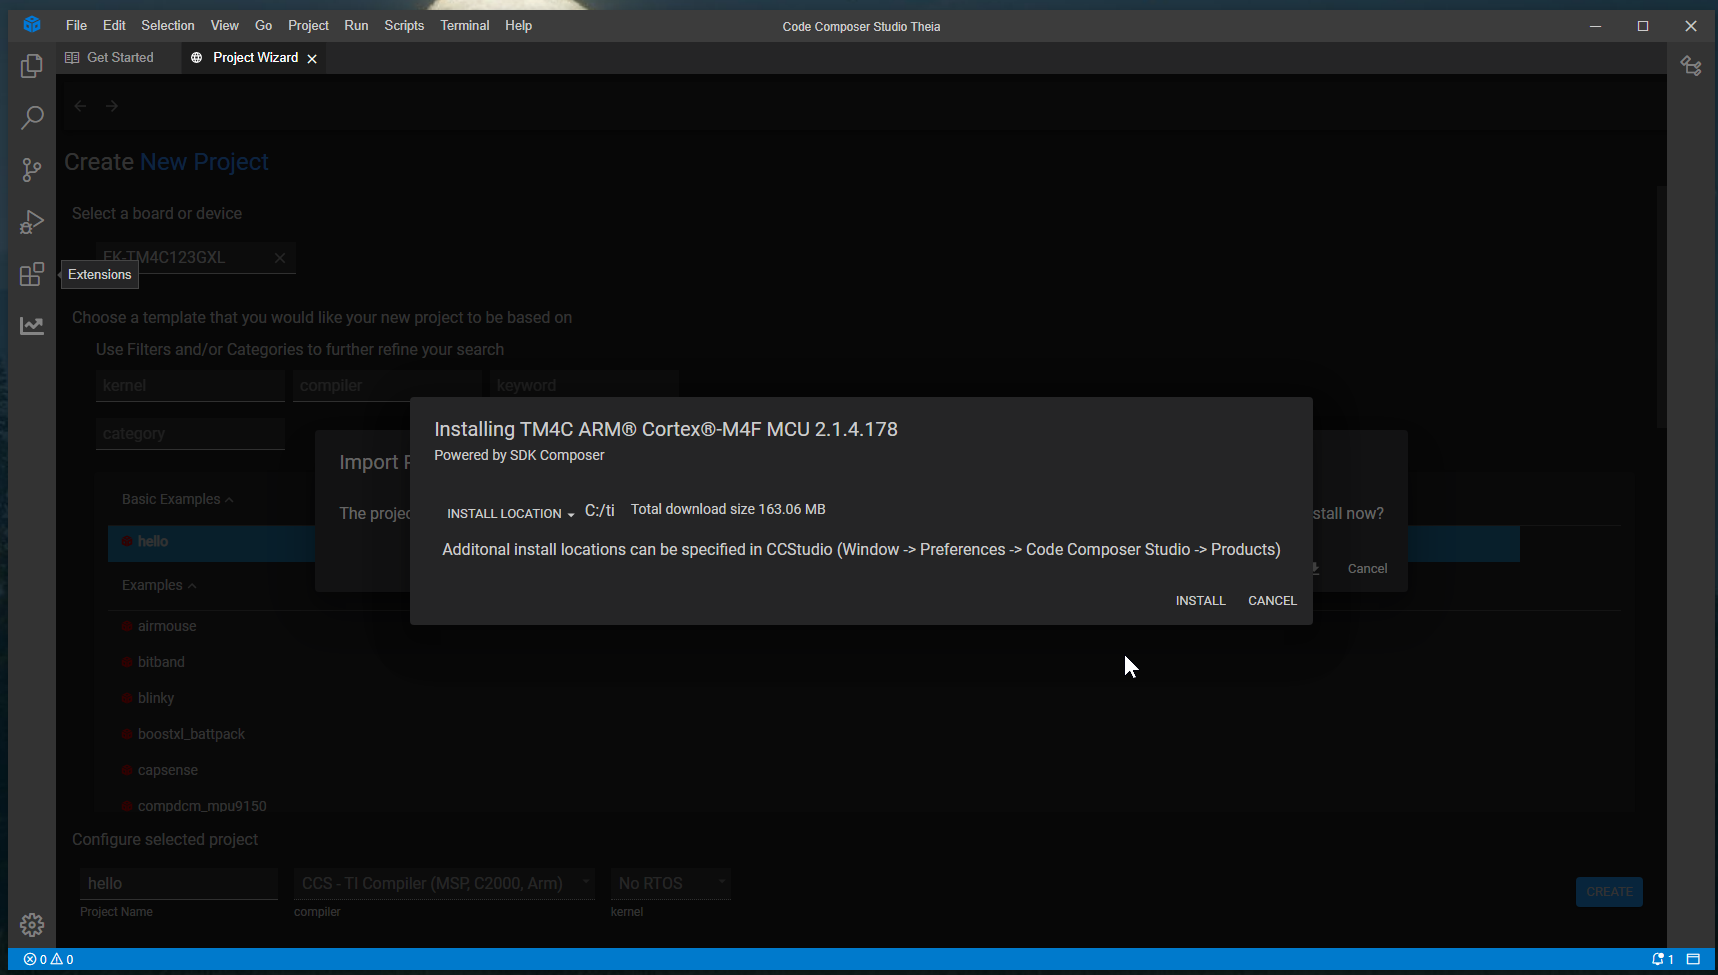 File Edit Selection View Go Project Run Scripts Terminal Help
Code Composer Studio Theia
Get Started
Project Wizard
Create New Project
Select a board or device
EK-TM4C123GXL
Extensions
Choose a template that you would like your new project to be based on
Use Filters and/or Categories to further refine your search
kernel
compiler
keyword
category
Import
The projec
stall now?
Cancel
Installing TM4C ARM® Cortex®-M4F MCU 2.1.4.178
Powered by SDK Composer
INSTALL LOCATION C:/ti Total download size 163.06 MB
Additonal install locations can be specified in CCStudio (Window -> Preferences -> Code Composer Studio -> Products)
INSTALL CANCEL
Basic Examples
hello
Examples
airmouse
bitband
blinky
boostxl_battpack
capsense
compdcm_mpu9150
Configure selected project
hello
CCS - TI Compiler (MSP, C2000, Arm)
No RTOS
CREATE
Project Name
compiler
kernel
0 0
1